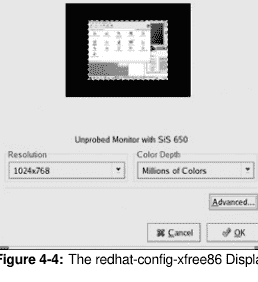 Unprobed Monitor with SiS 650
Resolution
Color Depth
1024x768
Millions of Colors
Advanced...
Cancel
OK
Figure 4-4: The redhat-config-xfree86 Displa